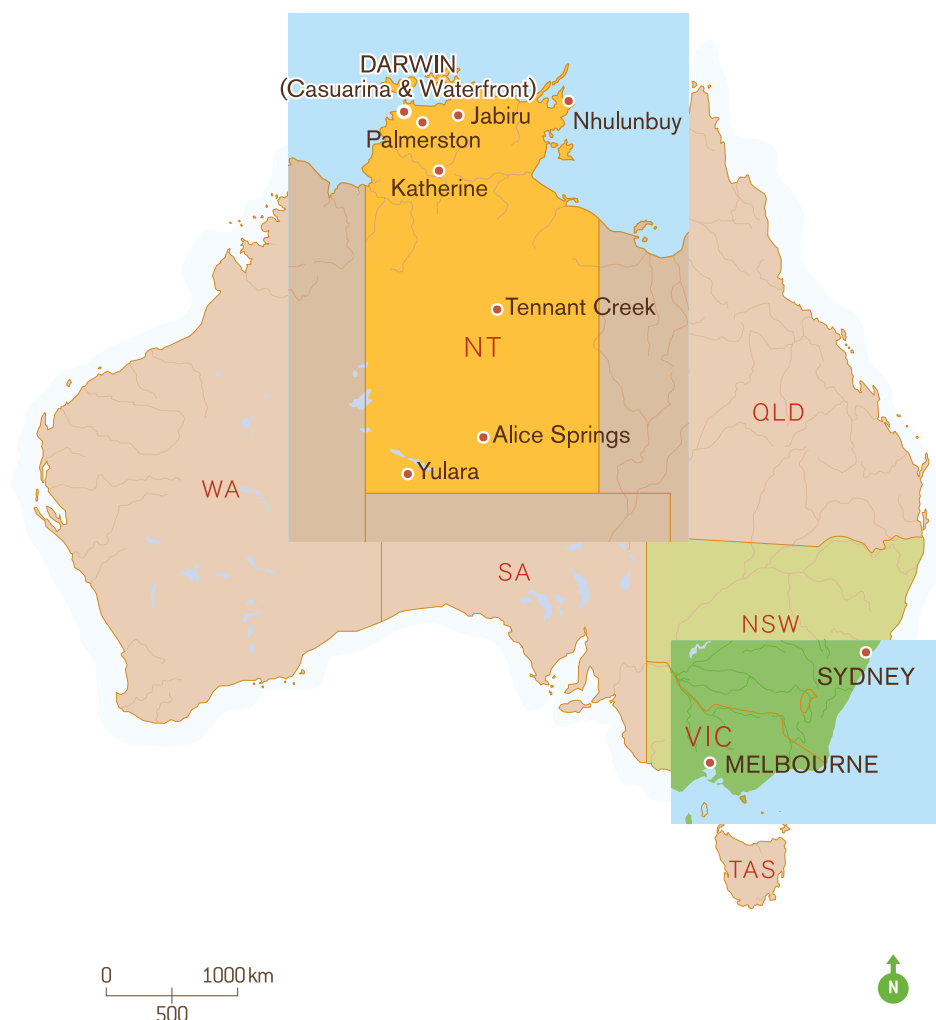 DARWIN
(Casuarina & Waterfront)
Jabiru
Nhulunbuy
Palmerston
Katherine
Tennant Creek
NT
QLD
Alice Springs
Yulara
WA
SA
NSW
SYDNEY
VIC
MELBOURNE
TAS
0 1000 km
500
N